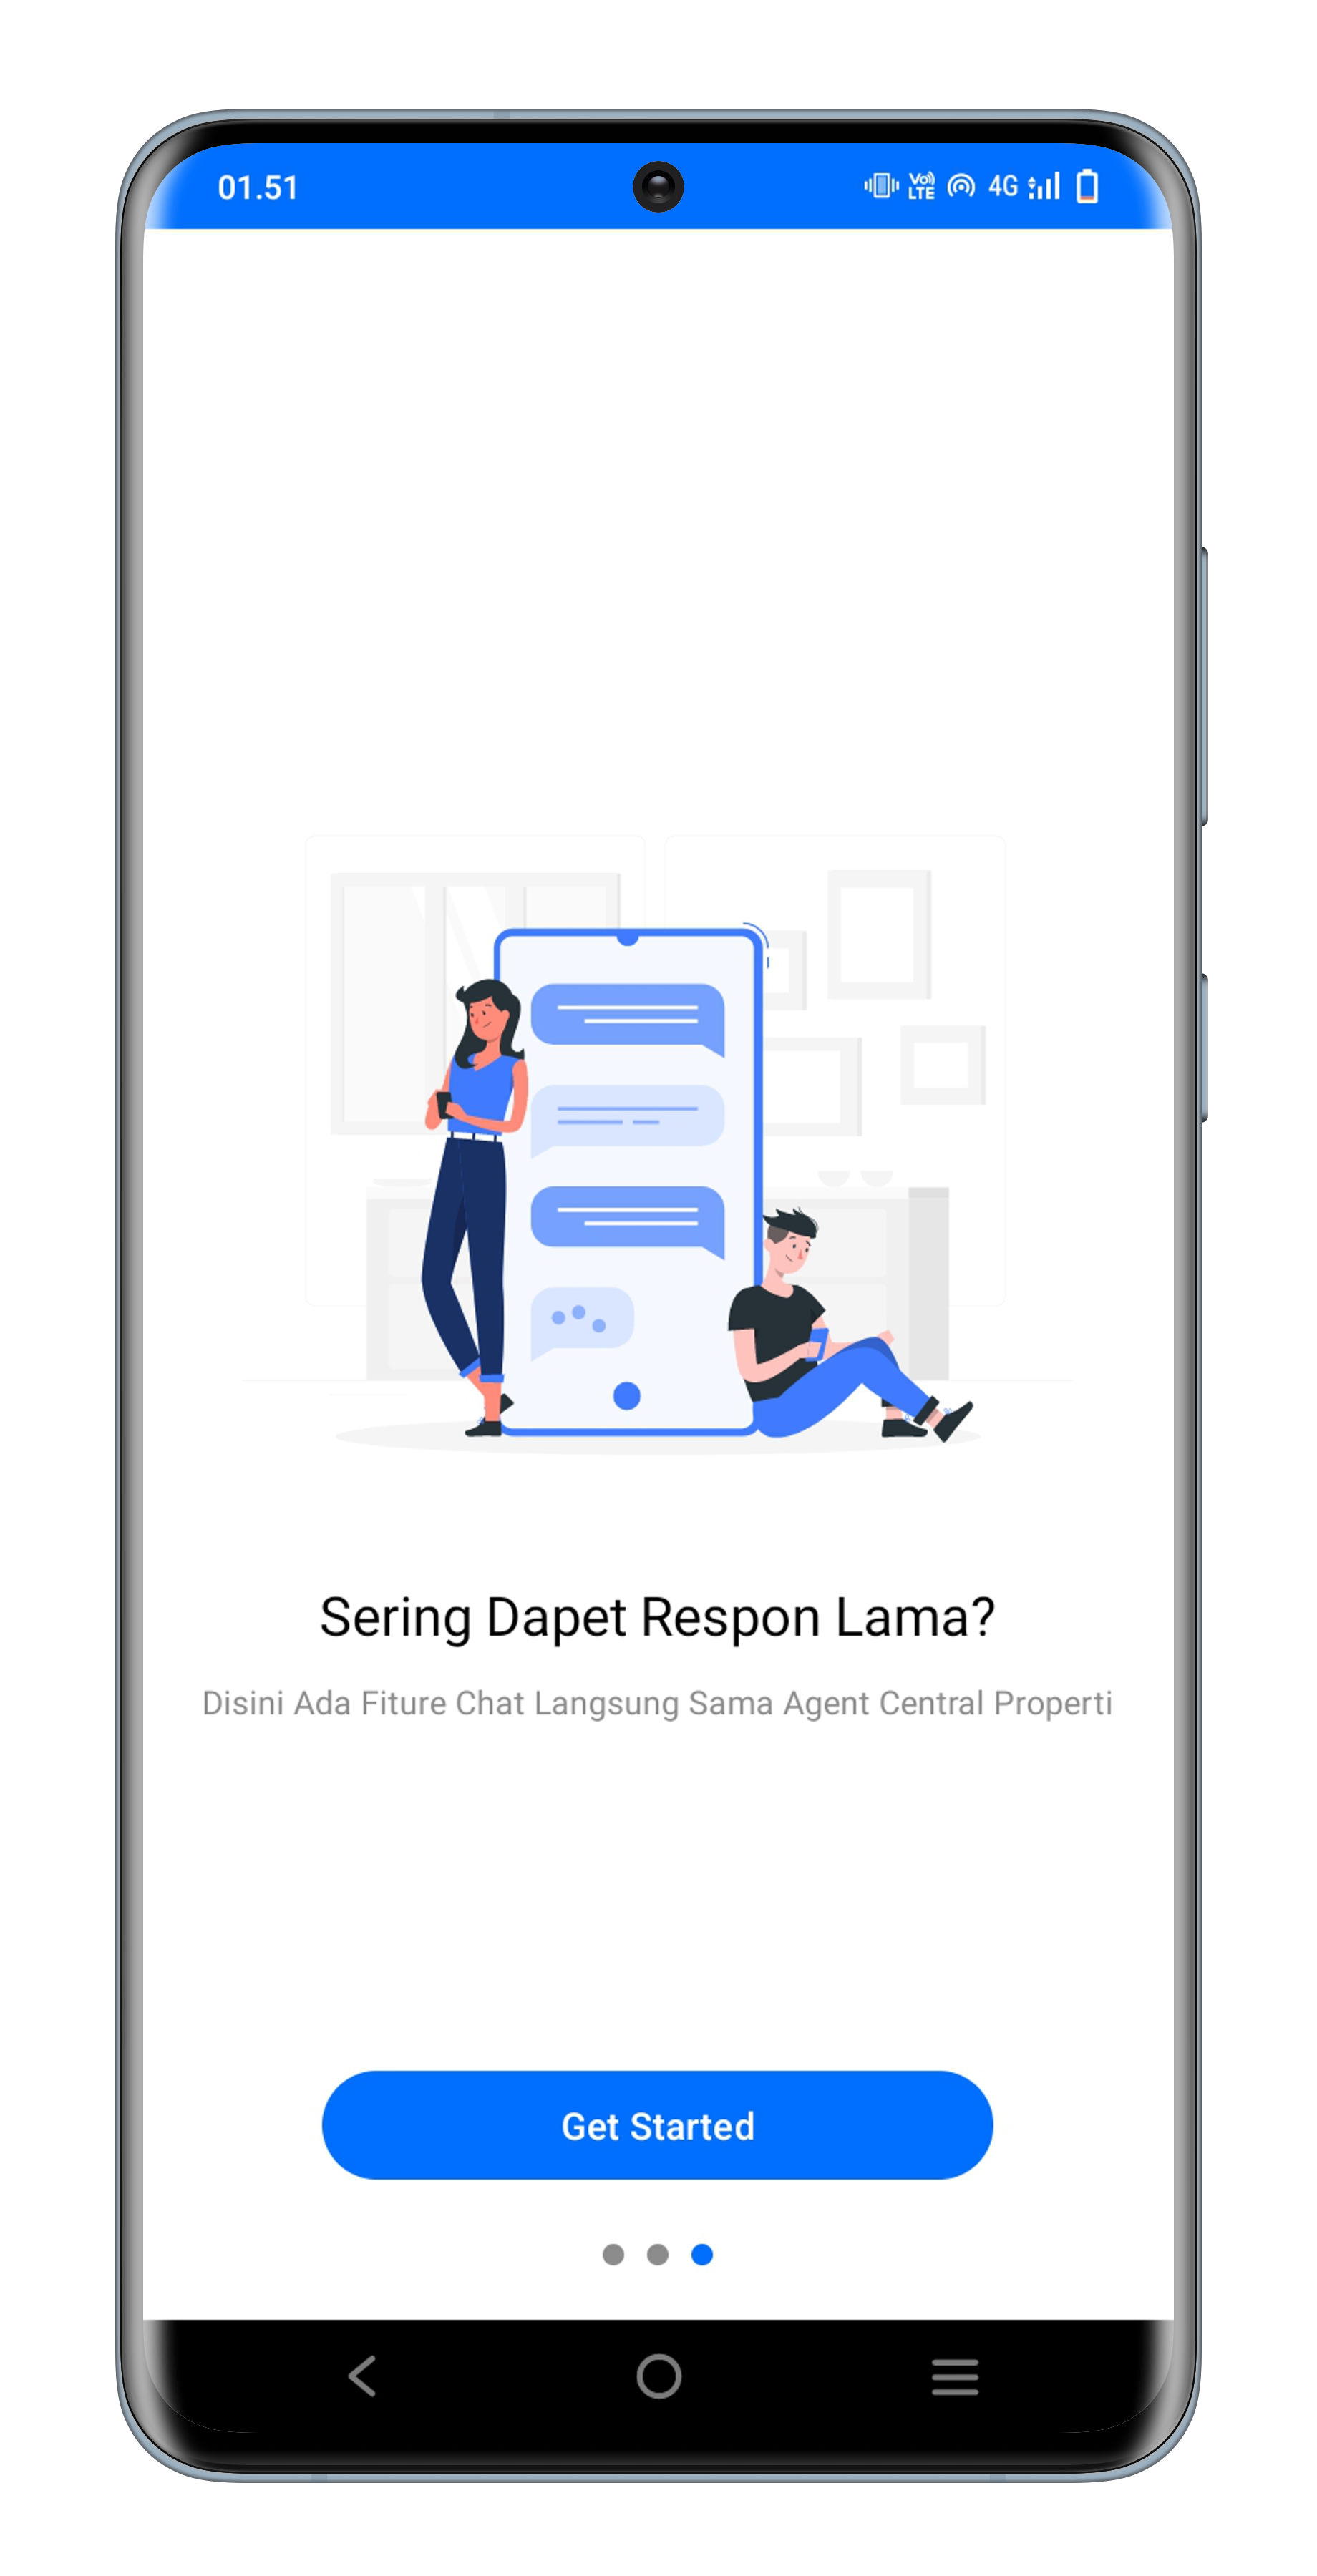 01.51
Vo)) LTE 4G
Sering Dapet Respon Lama?
Disini Ada Fiture Chat Langsung Sama Agent Central Properti
Get Started